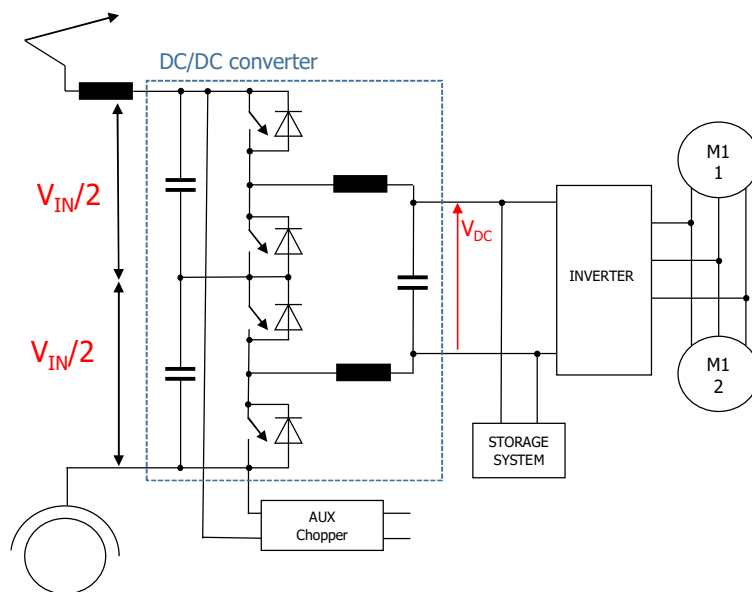 DC/DC converter
V_IN/2
V_DC
V_IN/2
INVERTER
M1
1
M1
2
STORAGE
SYSTEM
AUX
Chopper